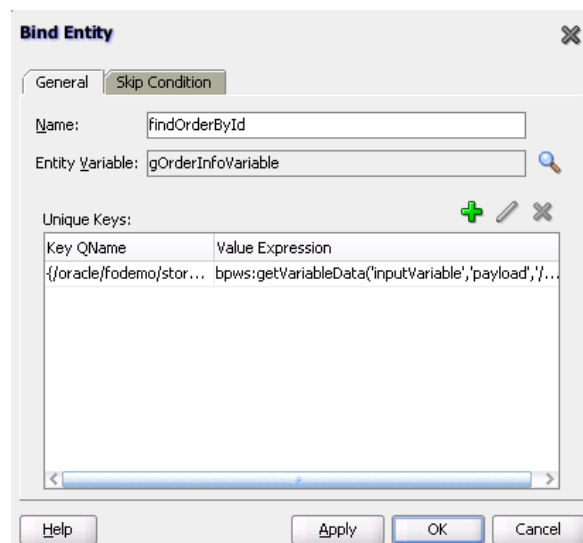 Bind Entity
General Skip Condition
Name: findOrderById
Entity Variable: gOrderInfoVariable
Unique Keys:
Key QName Value Expression
{/oracle/fodemo/stor... bpws:getVariableData('inputVariable','payload','/...
Help Apply OK Cancel